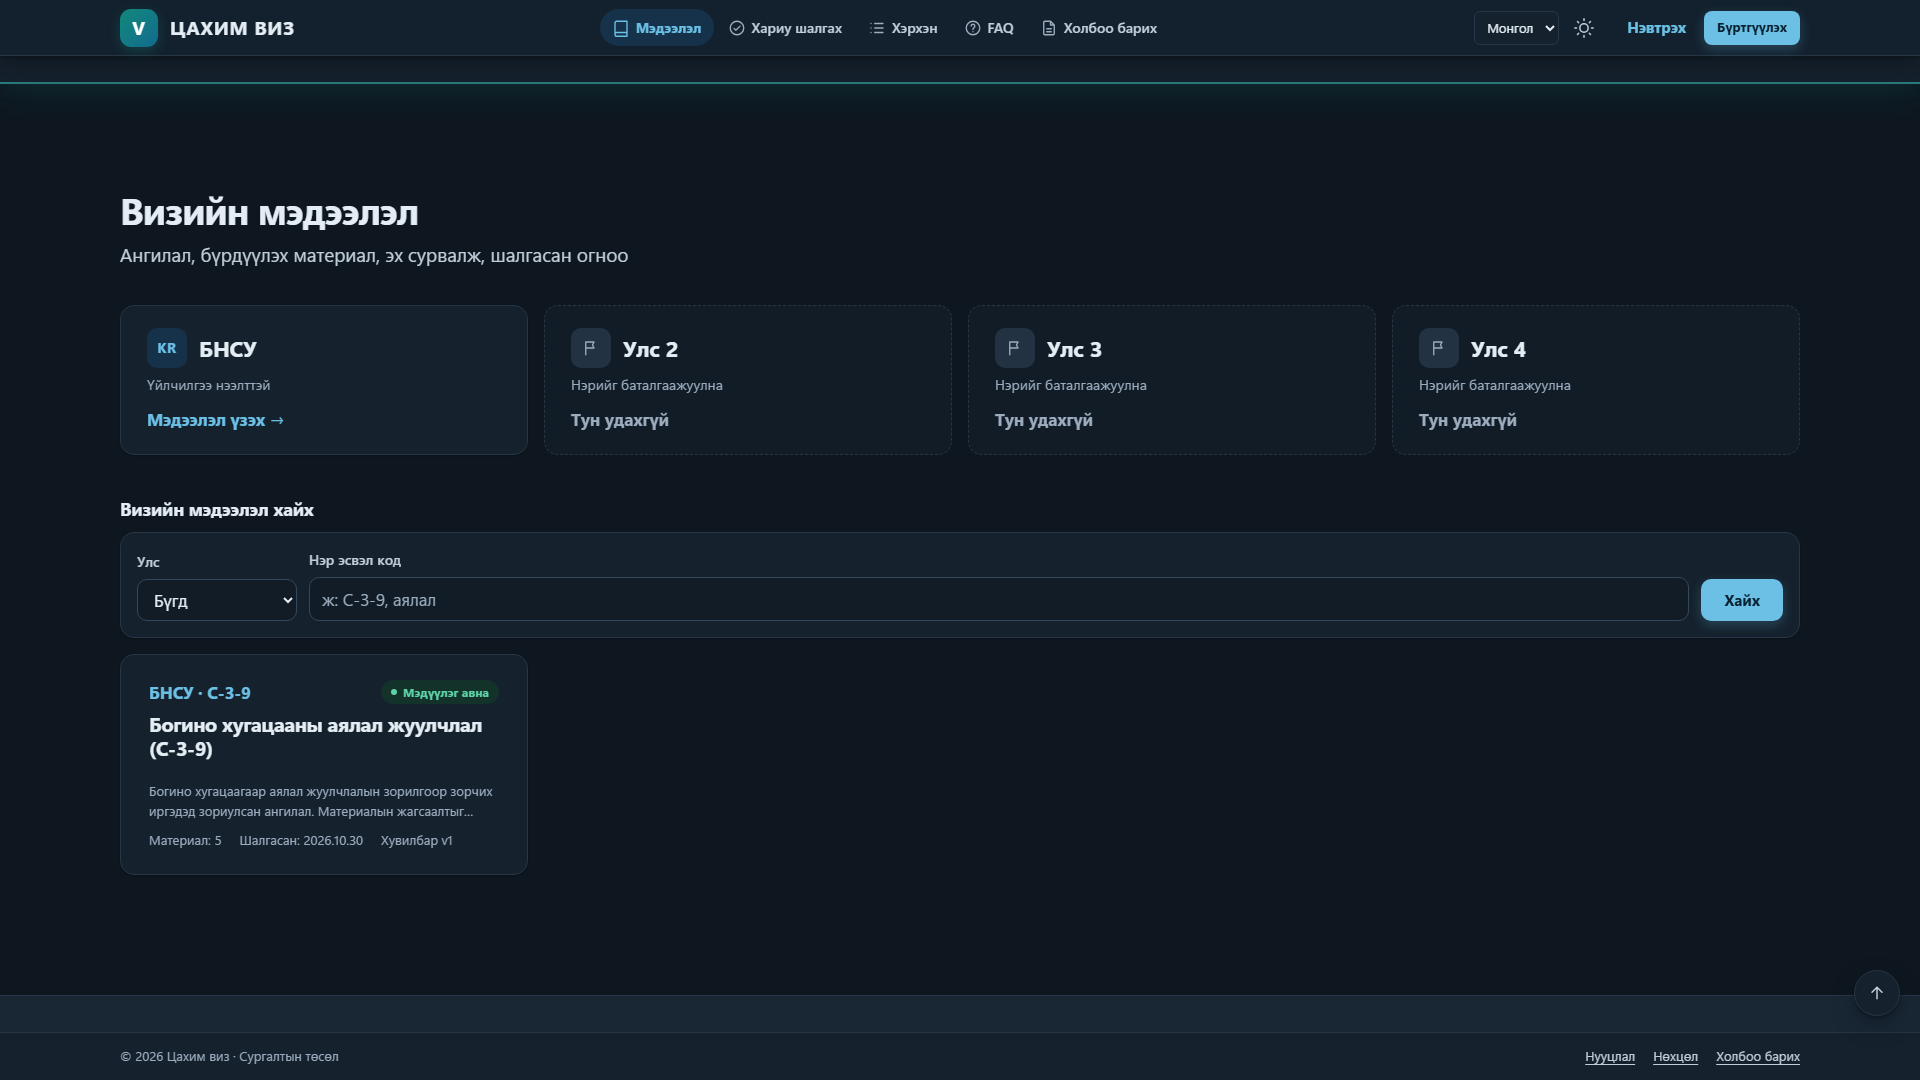 V ЦАХИМ ВИЗ
Мэдээлэл
Хариу шалгах
Хэрхэн
FAQ
Холбоо барих
Монгол
Нэвтрэх
Бүртгүүлэх
Визийн мэдээлэл
Ангилал, бүрдүүлэх материал, эх сурвалж, шалгасан огноо
KR БНСУ
Үйлчилгээ нээлттэй
Мэдээлэл үзэх →
Улс 2
Нэрийг баталгаажуулна
Тун удахгүй
Улс 3
Нэрийг баталгаажуулна
Тун удахгүй
Улс 4
Нэрийг баталгаажуулна
Тун удахгүй
Визийн мэдээлэл хайх
Улс
Бүгд
Нэр эсвэл код
ж: C-3-9, аялал
Хайх
БНСУ · C-3-9
Мэдүүлэг авна
Богино хугацааны аялал жуулчлал
(C-3-9)
Богино хугацаагаар аялал жуулчлалын зорилгоор зорчих
иргэдэд зориулсан ангилал. Материалын жагсаалтыг...
Материал: 5 Шалгасан: 2026.10.30 Хувилбар v1
© 2026 Цахим виз · Сургалтын төсөл
Нууцлал
Нөхцөл
Холбоо барих